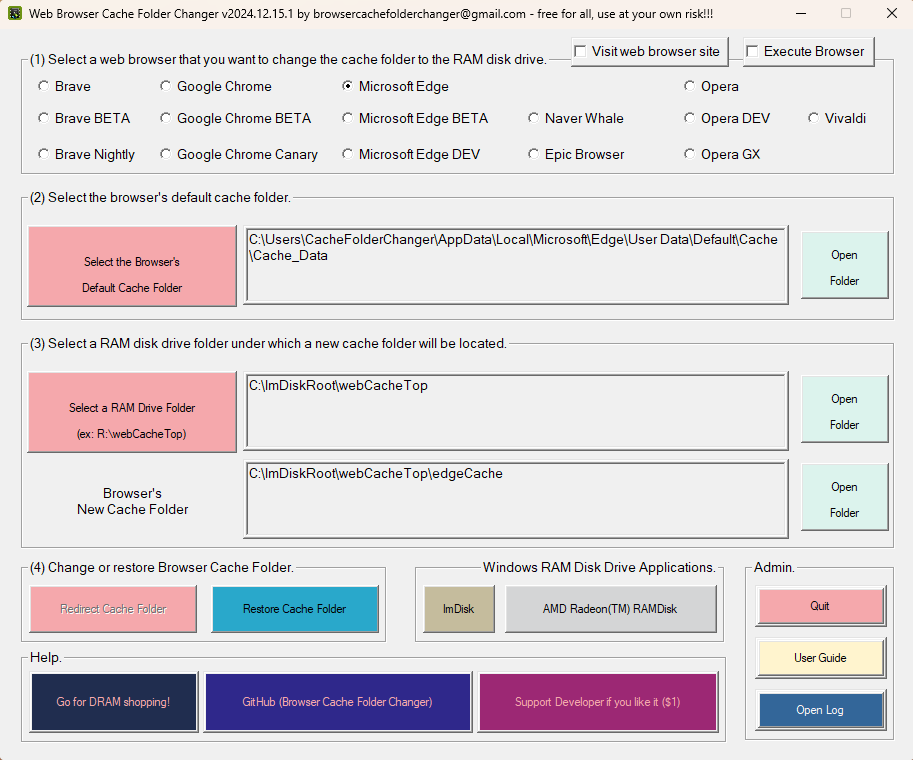 Web Browser Cache Folder Changer v2024.12.15.1 by browsercachefolderchanger@gmail.com - free for all, use at your own risk!!!
(1) Select a web browser that you want to change the cache folder to the RAM disk drive.
Visit web browser site
Execute Browser
Brave
Google Chrome
Microsoft Edge
Opera
Brave BETA
Google Chrome BETA
Microsoft Edge BETA
Naver Whale
Opera DEV
Vivaldi
Brave Nightly
Google Chrome Canary
Microsoft Edge DEV
Epic Browser
Opera GX
(2) Select the browser's default cache folder.
Select the Browser's
Default Cache Folder
C:\Users\CacheFolderChanger\AppData\Local\Microsoft\Edge\User Data\Default\Cache
\Cache_Data
Open
Folder
(3) Select a RAM disk drive folder under which a new cache folder will be located.
Select a RAM Drive Folder
(ex: R:\webCacheTop)
C:\ImDiskRoot\webCacheTop
Open
Folder
Browser's
New Cache Folder
C:\ImDiskRoot\webCacheTop\edgeCache
Open
Folder
(4) Change or restore Browser Cache Folder.
Redirect Cache Folder
Restore Cache Folder
Windows RAM Disk Drive Applications.
ImDisk
AMD Radeon(TM) RAMDisk
Admin.
Quit
User Guide
Open Log
Help.
Go for DRAM shopping!
GitHub (Browser Cache Folder Changer)
Support Developer if you like it ($1)